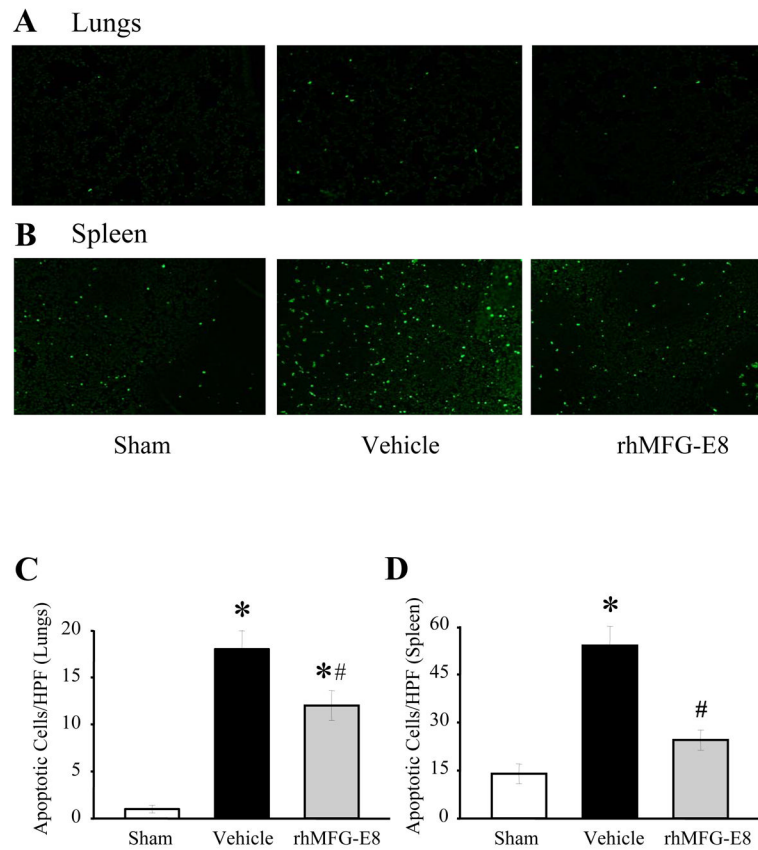 A Lungs
B Spleen
Sham Vehicle rhMFG-E8
C
Apoptotic Cells/HPF (Lungs)
20
15
10
5
0
*
*#
Sham Vehicle rhMFG-E8
D
Apoptotic Cells/HPF (Spleen)
60
45
30
15
0
*
#
Sham Vehicle rhMFG-E8